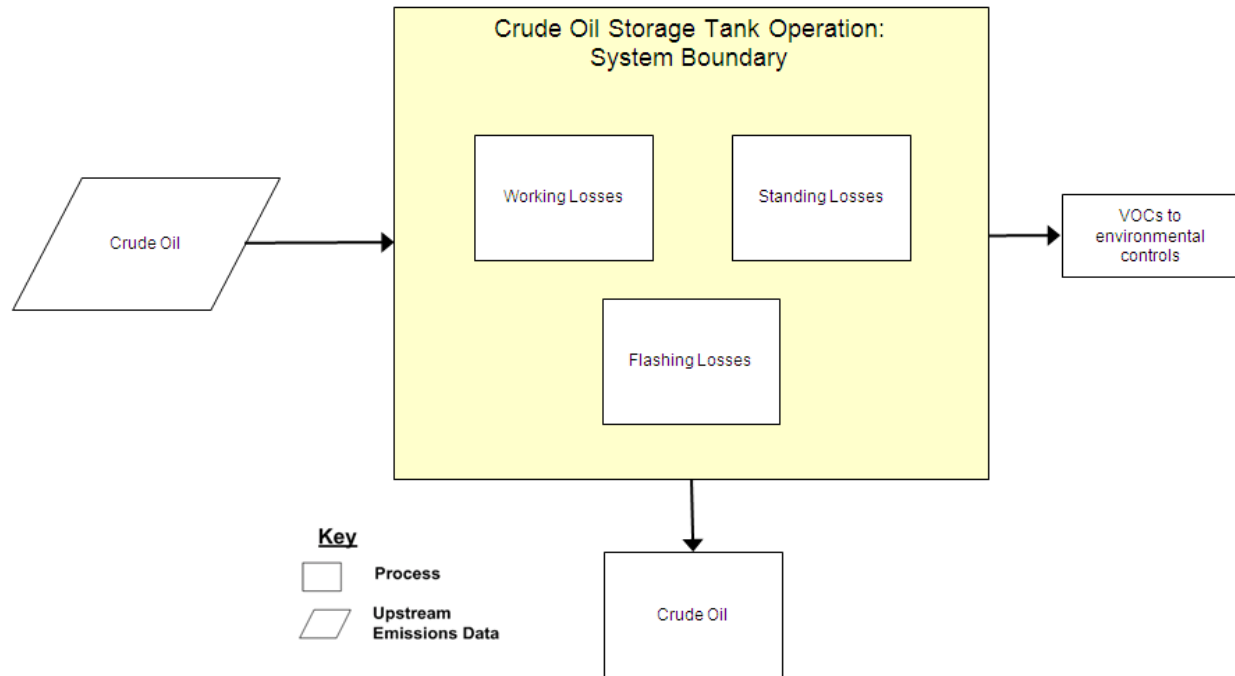 Crude Oil Storage Tank Operation:
System Boundary
Working Losses
Standing Losses
Crude Oil
VOCs to
environmental
controls
Flashing Losses
Key
Process
Upstream
Emissions Data
Crude Oil